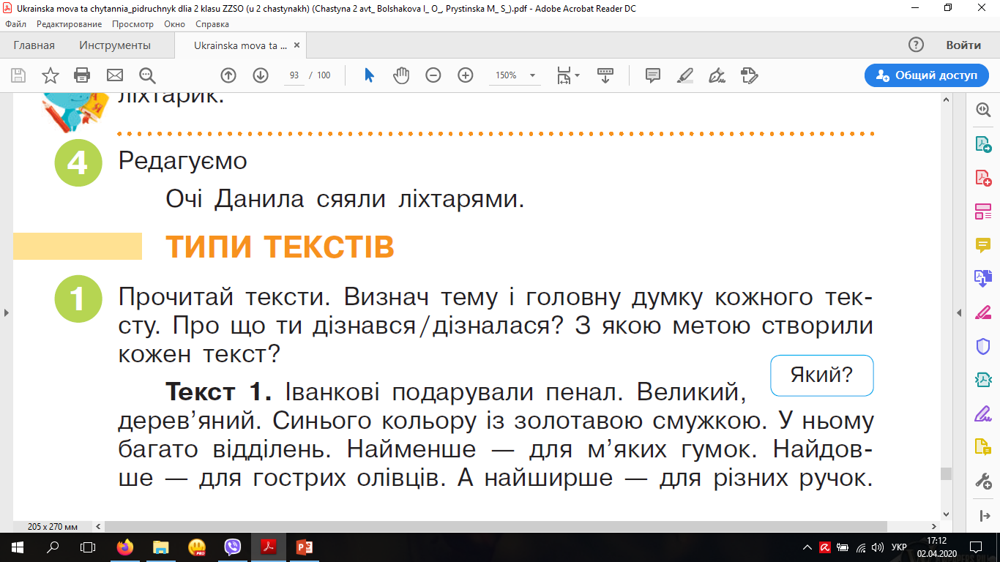 Ukrainska mova ta chytannia_pidruchnyk dlia 2 klasu ZZSO (u 2 chastynakh) (Chastyna 2 avt_ Bolshakova I_ O_, Prystinska M_ S_).pdf - Adobe Acrobat Reader DC
Файл Редактирование Просмотр Окно Справка
Главная Инструменты Ukrainska mova ta ... × Войти
93 / 100 150% Общий доступ
ліхтарик.
4 Редагуємо
Очі Данила сяяли ліхтарями.
ТИПИ ТЕКСТІВ
1 Прочитай тексти. Визнач тему і головну думку кожного тек-
сту. Про що ти дізнався/дізналася? З якою метою створили
кожен текст?
Який?
Текст 1. Іванкові подарували пенал. Великий,
дерев’яний. Синього кольору із золотавою смужкою. У ньому
багато відділень. Найменше — для м’яких гумок. Найдов-
ше — для гострих олівців. А найширше — для різних ручок.
205 x 270 мм
УКР 17:12
02.04.2020